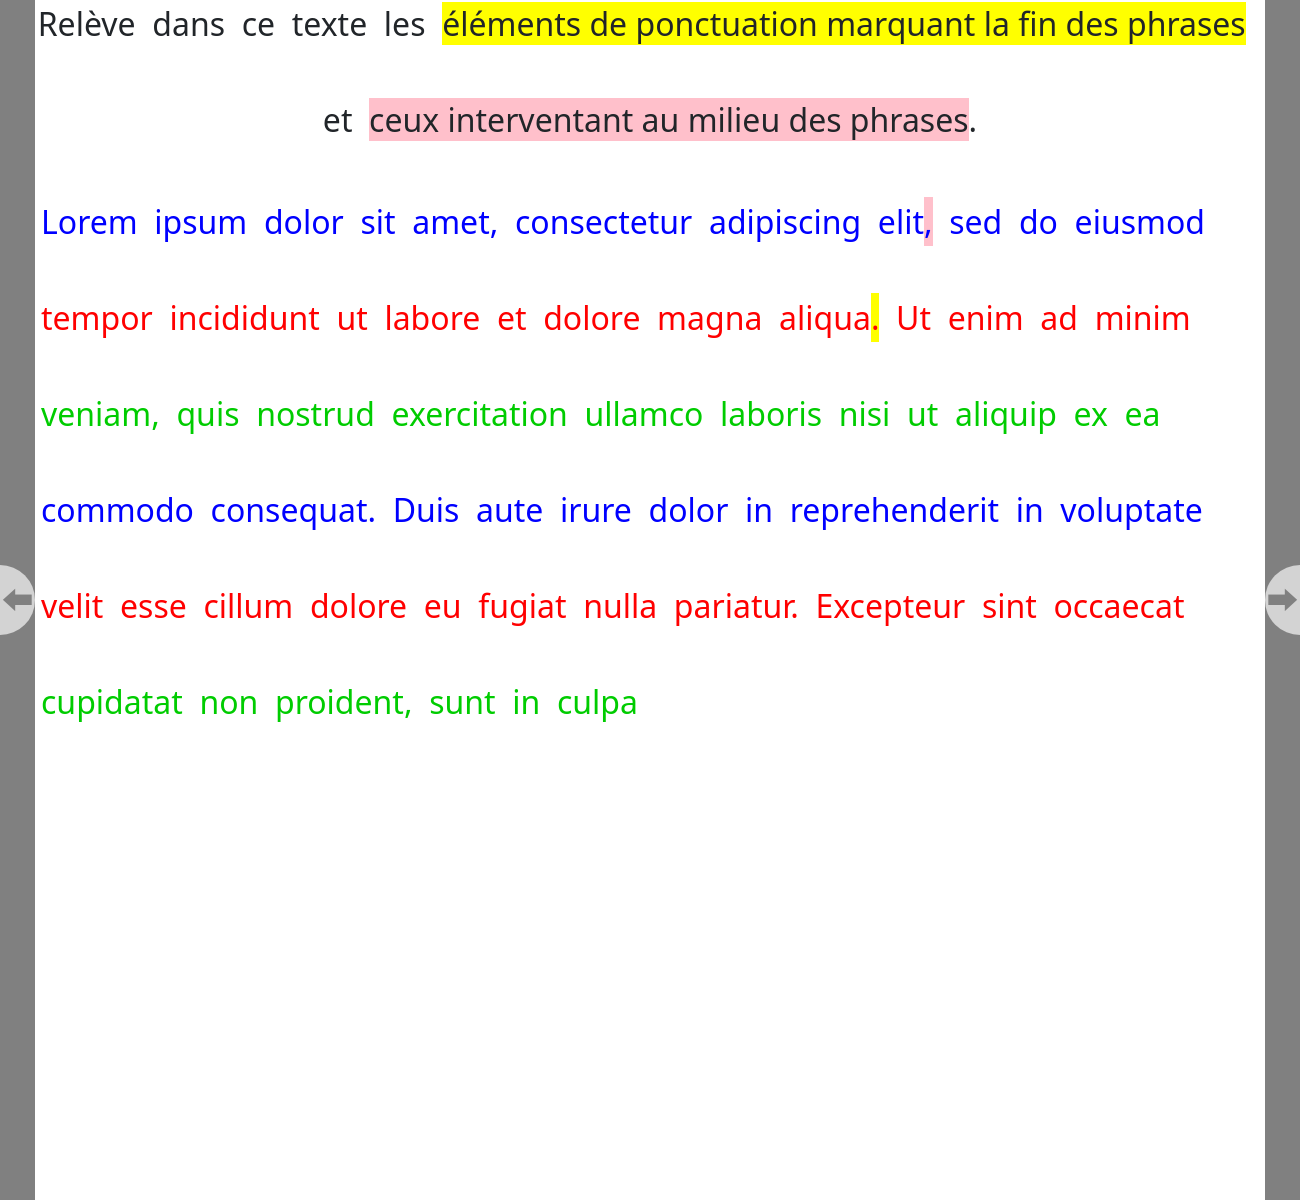 Relève dans ce texte les éléments de ponctuation marquant la fin des phrases
et ceux interventant au milieu des phrases.
Lorem ipsum dolor sit amet, consectetur adipiscing elit, sed do eiusmod
tempor incididunt ut labore et dolore magna aliqua. Ut enim ad minim
veniam, quis nostrud exercitation ullamco laboris nisi ut aliquip ex ea
commodo consequat. Duis aute irure dolor in reprehenderit in voluptate
velit esse cillum dolore eu fugiat nulla pariatur. Excepteur sint occaecat
cupidatat non proident, sunt in culpa